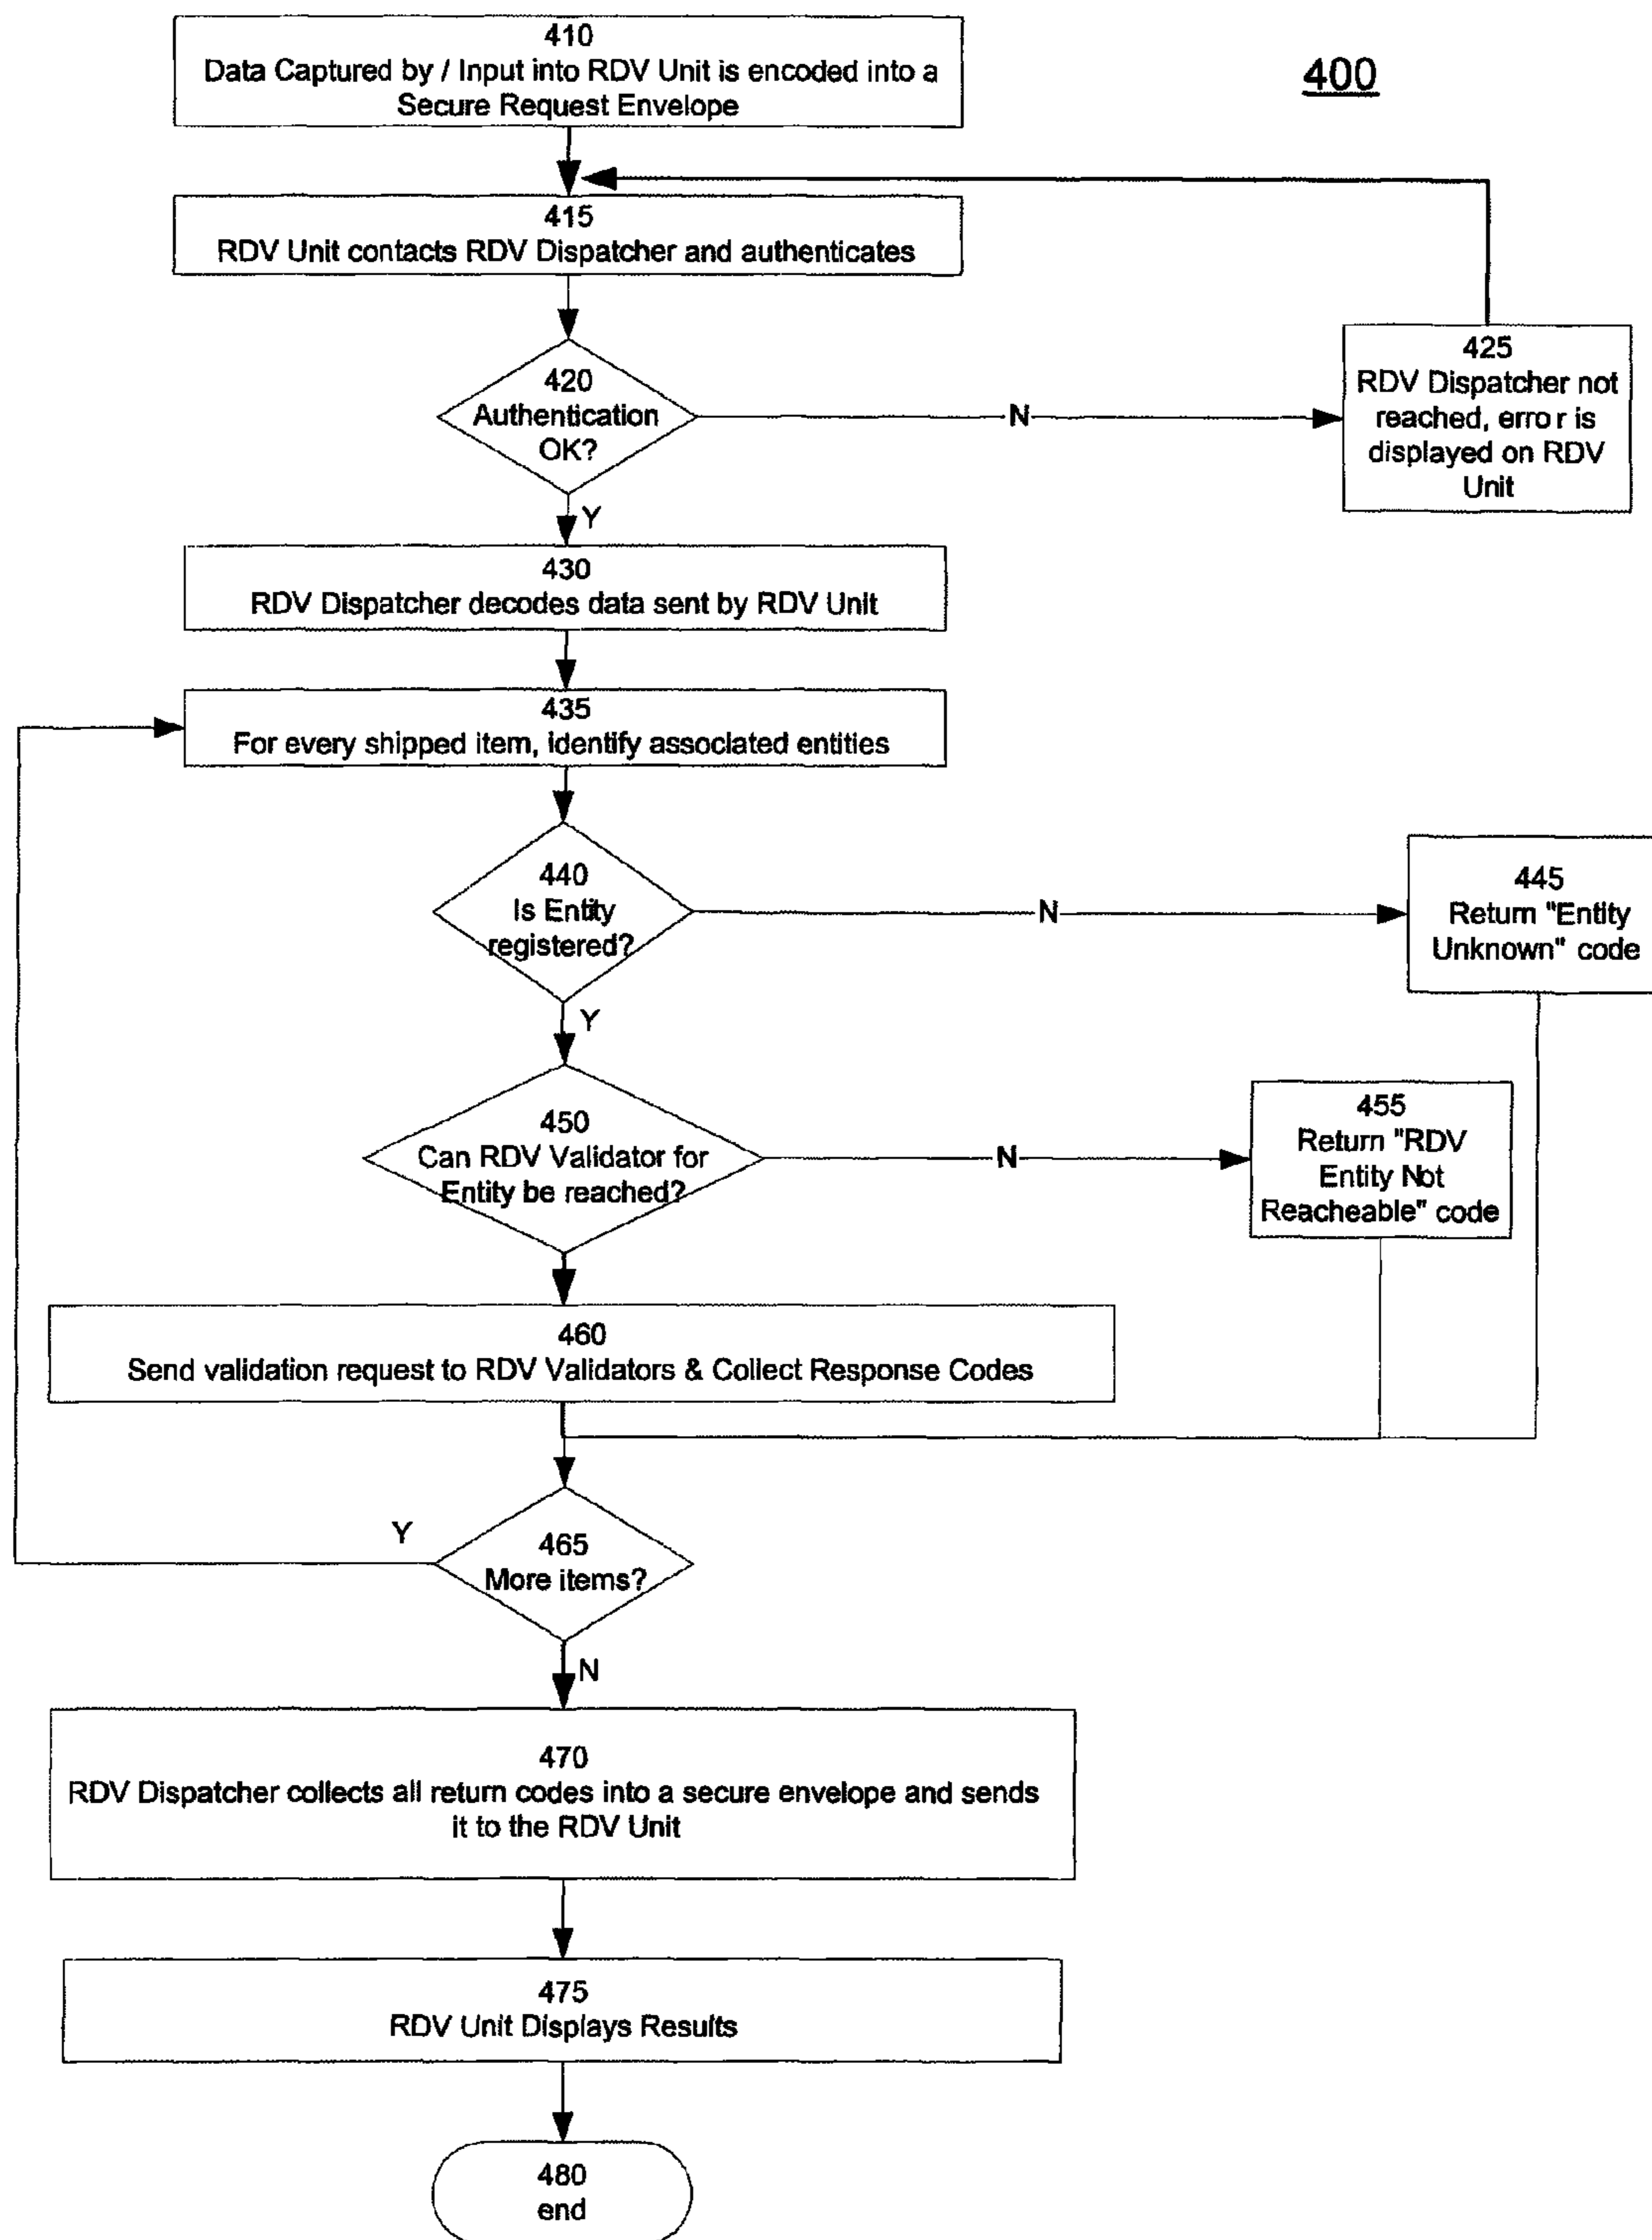 400
410
Data Captured by / Input into RDV Unit is encoded into a
Secure Request Envelope
415
RDV Unit contacts RDV Dispatcher and authenticates
420
Authentication
OK?
N
425
RDV Dispatcher not
reached, error is
displayed on RDV
Unit
Y
430
RDV Dispatcher decodes data sent by RDV Unit
435
For every shipped item, identify associated entities
440
Is Entity
registered?
N
445
Return "Entity
Unknown" code
Y
450
Can RDV Validator for
Entity be reached?
N
455
Return "RDV
Entity Not
Reacheable" code
460
Send validation request to RDV Validators & Collect Response Codes
Y
465
More items?
N
470
RDV Dispatcher collects all return codes into a secure envelope and sends
it to the RDV Unit
475
RDV Unit Displays Results
480
end